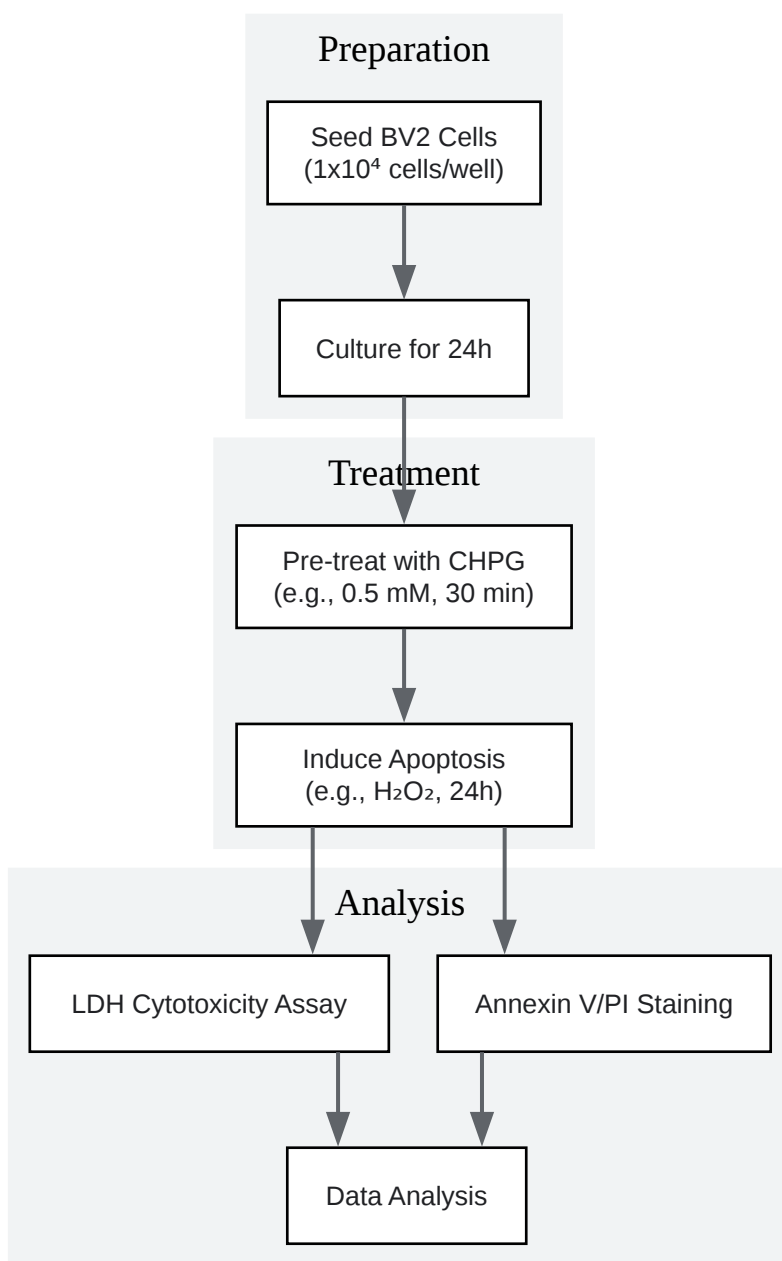 Preparation
Seed BV2 Cells
(1x10⁴ cells/well)
Culture for 24h
Treatment
Pre-treat with CHPG
(e.g., 0.5 mM, 30 min)
Induce Apoptosis
(e.g., H₂O₂, 24h)
Analysis
LDH Cytotoxicity Assay
Annexin V/PI Staining
Data Analysis